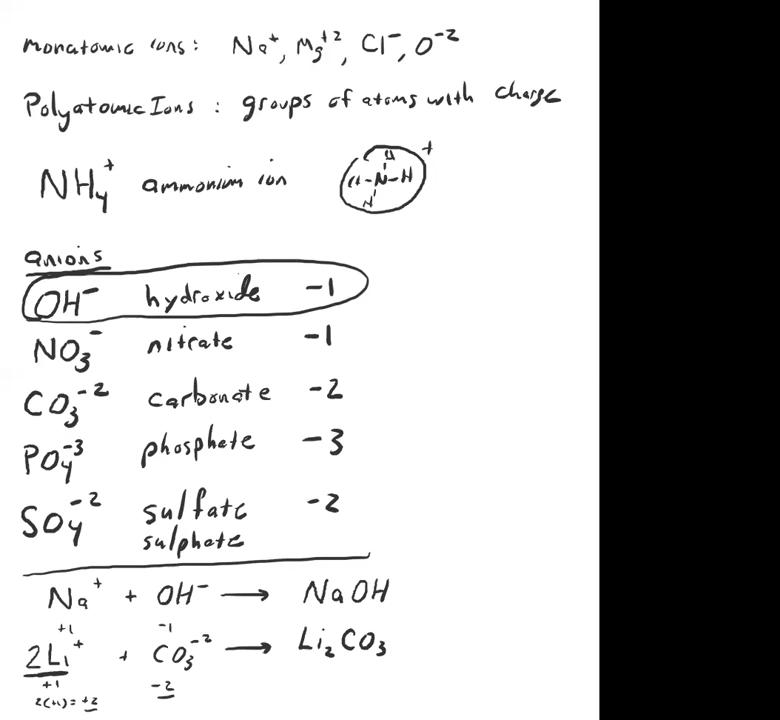 Monatomic ions: Na⁺, Mg⁺², Cl⁻, O⁻²
Polyatomic Ions : groups of atoms with charge
NH₄⁺ ammonium ion
H
H-N-H +
H
anions
OH⁻ hydroxide -1
NO₃⁻ nitrate -1
CO₃⁻² carbonate -2
PO₄⁻³ phosphate -3
SO₄⁻² sulfate -2
sulphate
Na⁺ + OH⁻ → NaOH
+1 -1
2Li⁺ + CO₃⁻² → Li₂CO₃
+1 -2
2(+1)=+2